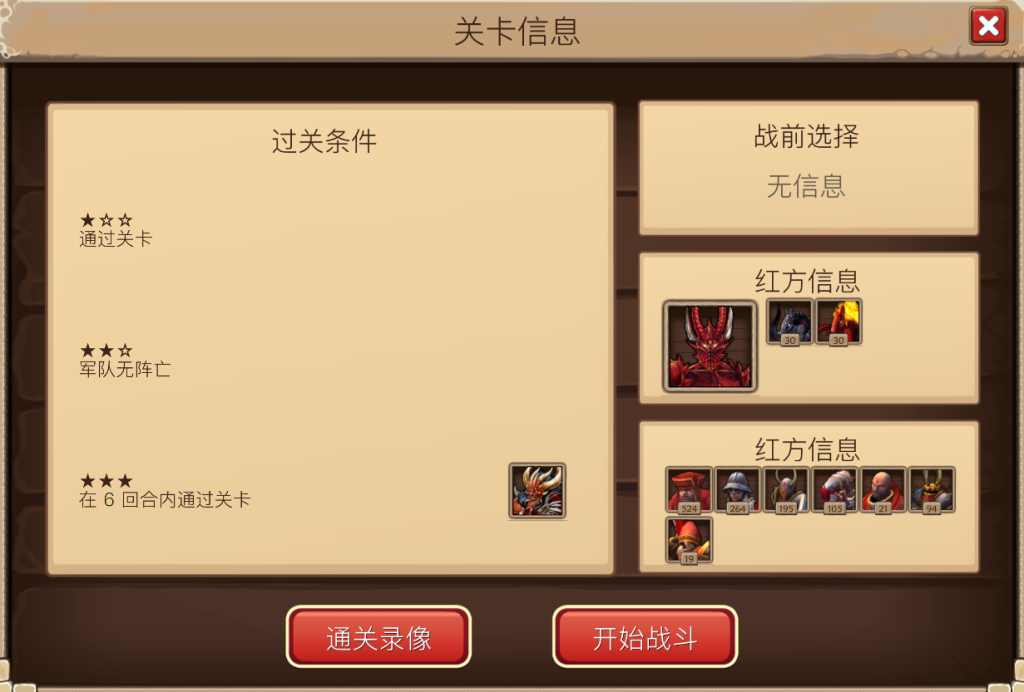 关卡信息
过关条件
★☆☆
通过关卡
★★☆
军队无阵亡
★★★
在 6 回合内通过关卡
战前选择
无信息
红方信息
30 30
红方信息
524 264 195 105 21 94
19
通关录像
开始战斗